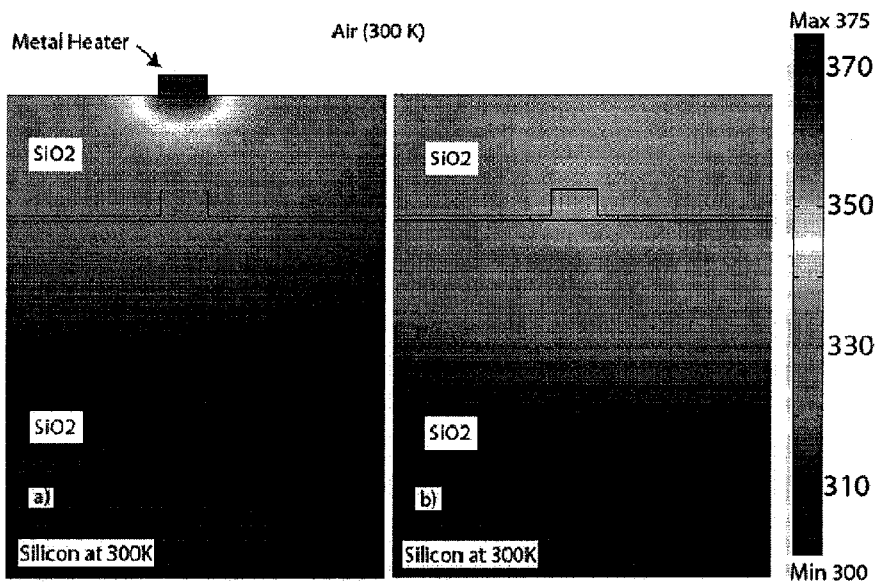 Metal Heater
Air (300 K)
Max 375
370
SiO2
SiO2
350
330
SiO2
SiO2
310
a)
b)
Silicon at 300K
Silicon at 300K
Min 300